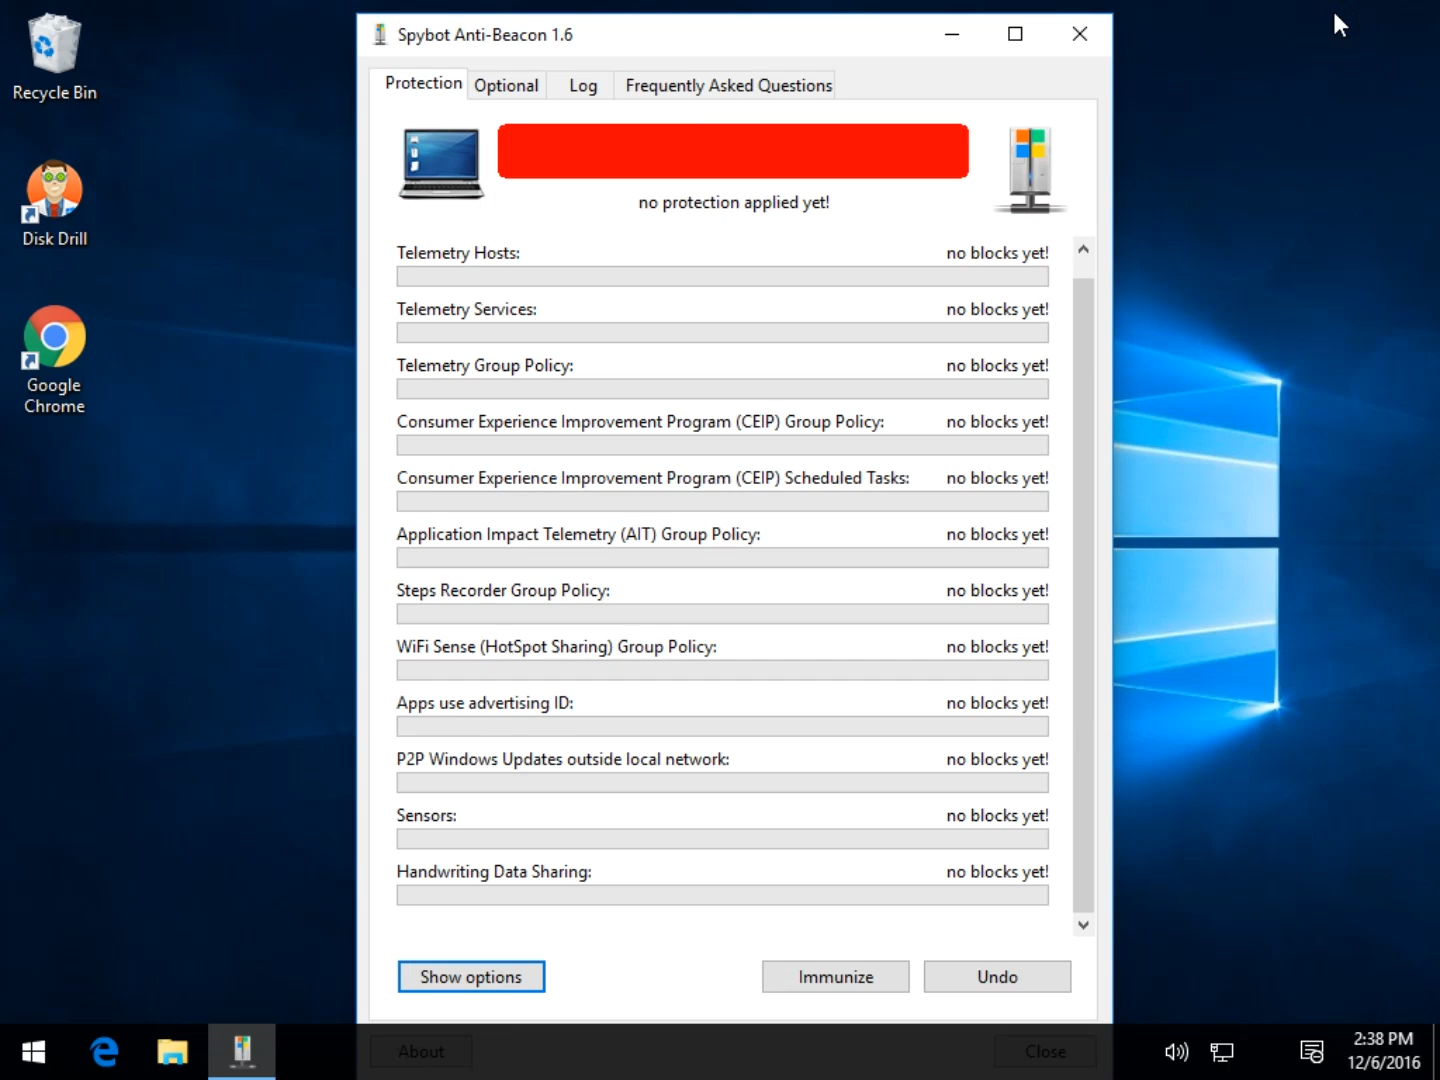 Recycle Bin
Disk Drill
Google
Chrome
Spybot Anti-Beacon 1.6
Protection Optional Log Frequently Asked Questions
no protection applied yet!
Telemetry Hosts: no blocks yet!
Telemetry Services: no blocks yet!
Telemetry Group Policy: no blocks yet!
Consumer Experience Improvement Program (CEIP) Group Policy: no blocks yet!
Consumer Experience Improvement Program (CEIP) Scheduled Tasks: no blocks yet!
Application Impact Telemetry (AIT) Group Policy: no blocks yet!
Steps Recorder Group Policy: no blocks yet!
WiFi Sense (HotSpot Sharing) Group Policy: no blocks yet!
Apps use advertising ID: no blocks yet!
P2P Windows Updates outside local network: no blocks yet!
Sensors: no blocks yet!
Handwriting Data Sharing: no blocks yet!
Show options Immunize Undo
About Close
2:38 PM
12/6/2016